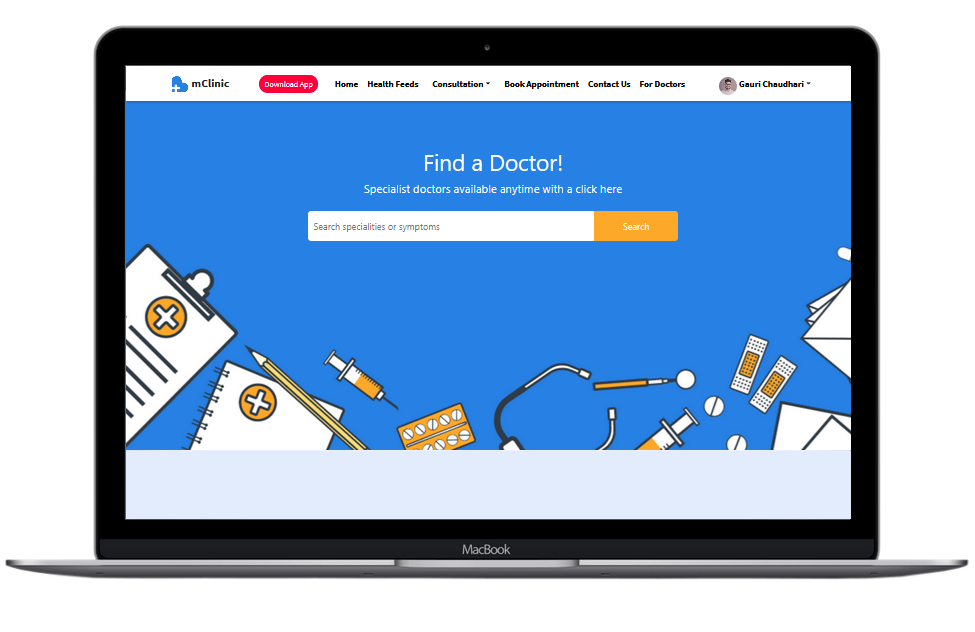 mClinic Download App Home Health Feeds Consultation Book Appointment Contact Us For Doctors Gauri Chaudhari
Find a Doctor!
Specialist doctors available anytime with a click here
Search specialities or symptoms Search
MacBook